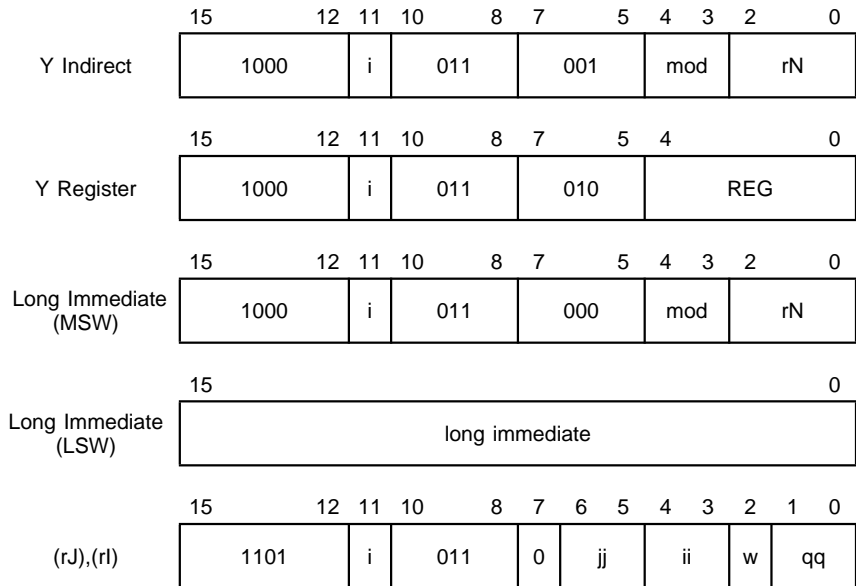 15 12 11 10 8 7 5 4 3 2 0
Y Indirect 1000 i 011 001 mod rN
15 12 11 10 8 7 5 4 0
Y Register 1000 i 011 010 REG
15 12 11 10 8 7 5 4 3 2 0
Long Immediate
(MSW) 1000 i 011 000 mod rN
15 0
Long Immediate
(LSW) long immediate
15 12 11 10 8 7 6 5 4 3 2 1 0
(rJ),(rI) 1101 i 011 0 jj ii w qq